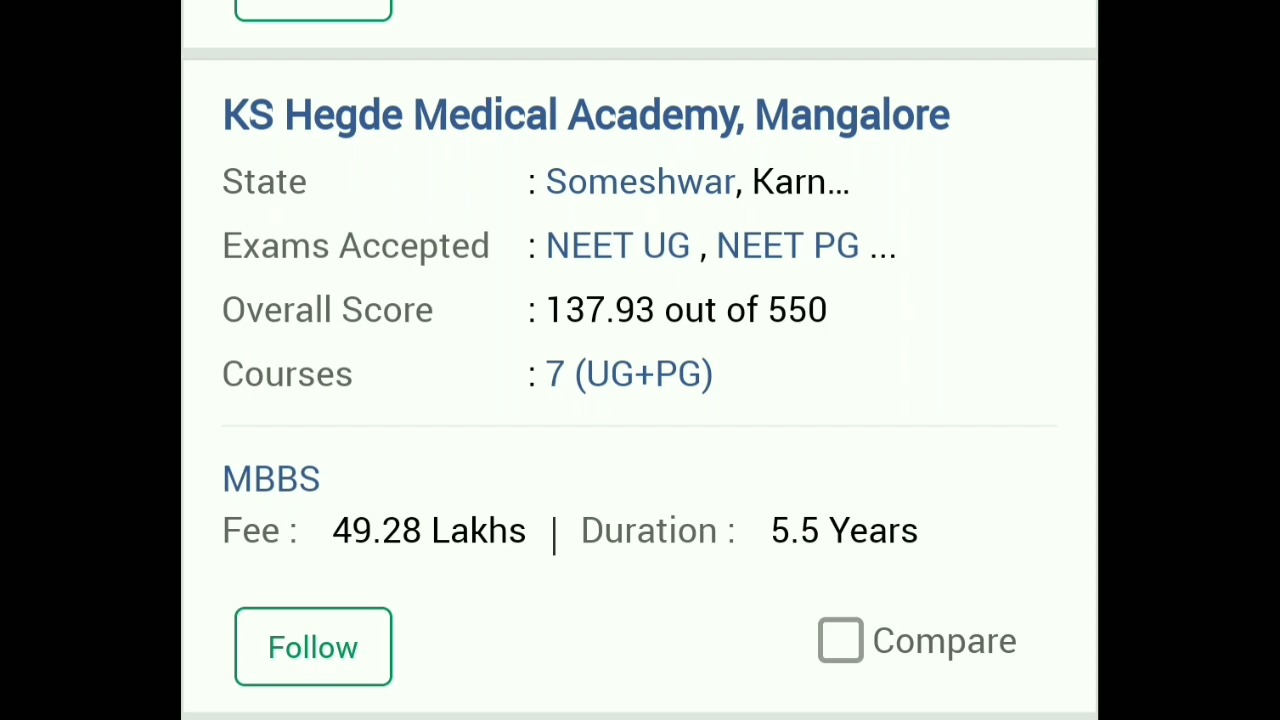 KS Hegde Medical Academy, Mangalore
State : Someshwar, Karn...
Exams Accepted : NEET UG , NEET PG ...
Overall Score : 137.93 out of 550
Courses : 7 (UG+PG)
MBBS
Fee : 49.28 Lakhs | Duration : 5.5 Years
Follow Compare